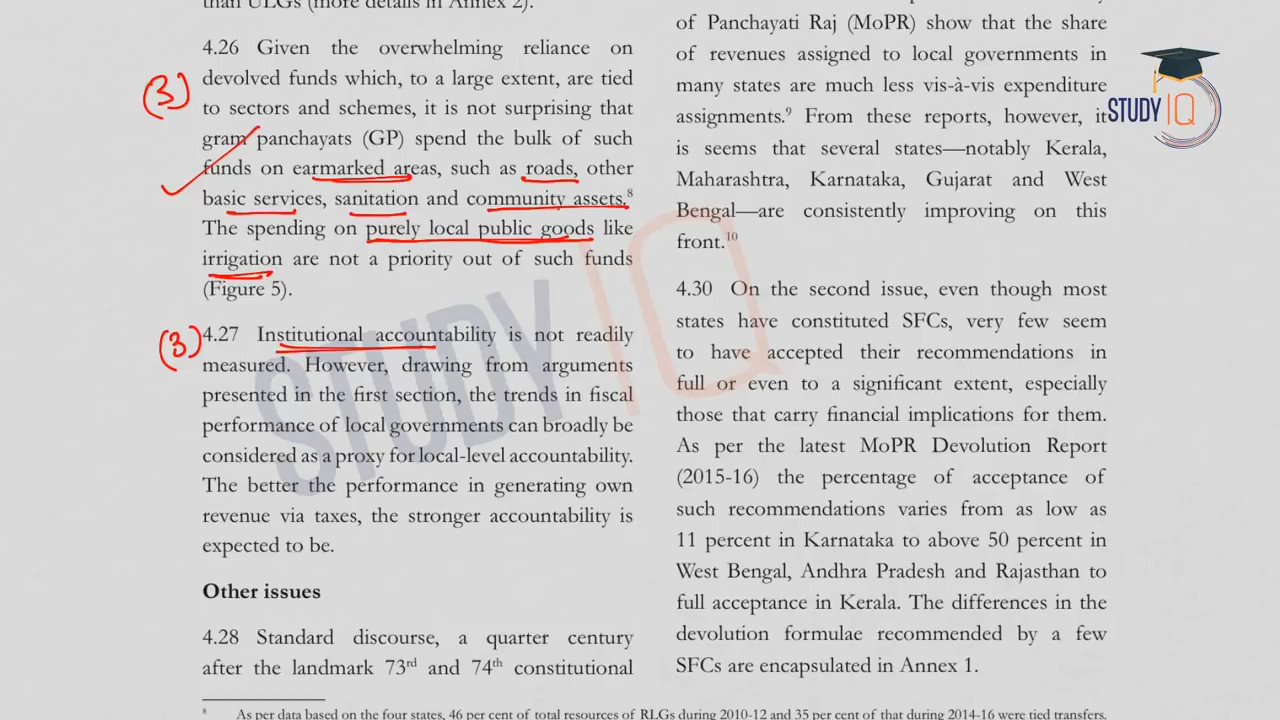 than ULGs (more details in Annex 2).
4.26 Given the overwhelming reliance on
devolved funds which, to a large extent, are tied
to sectors and schemes, it is not surprising that
gram panchayats (GP) spend the bulk of such
funds on earmarked areas, such as roads, other
basic services, sanitation and community assets.⁸
The spending on purely local public goods like
irrigation are not a priority out of such funds
(Figure 5).
(3)
4.27 Institutional accountability is not readily
measured. However, drawing from arguments
presented in the first section, the trends in fiscal
performance of local governments can broadly be
considered as a proxy for local-level accountability.
The better the performance in generating own
revenue via taxes, the stronger accountability is
expected to be.
(3)
Other issues
4.28 Standard discourse, a quarter century
after the landmark 73rd and 74th constitutional
of Panchayati Raj (MoPR) show that the share
of revenues assigned to local governments in
many states are much less vis-à-vis expenditure
assignments.⁹ From these reports, however, it
is seems that several states—notably Kerala,
Maharashtra, Karnataka, Gujarat and West
Bengal—are consistently improving on this
front.¹⁰
4.30 On the second issue, even though most
states have constituted SFCs, very few seem
to have accepted their recommendations in
full or even to a significant extent, especially
those that carry financial implications for them.
As per the latest MoPR Devolution Report
(2015-16) the percentage of acceptance of
such recommendations varies from as low as
11 percent in Karnataka to above 50 percent in
West Bengal, Andhra Pradesh and Rajasthan to
full acceptance in Kerala. The differences in the
devolution formulae recommended by a few
SFCs are encapsulated in Annex 1.
⁸ As per data based on the four states, 46 per cent of total resources of RLGs during 2010-12 and 35 per cent of that during 2014-16 were tied transfers.
STUDY IQ
STUDY IQ